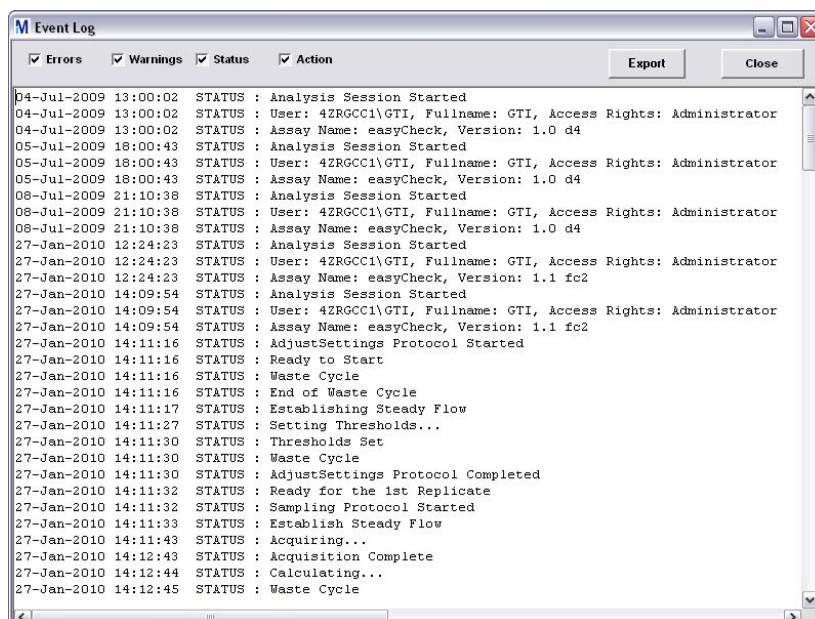 M Event Log
Errors Warnings Status Action Export Close
04-Jul-2009 13:00:02 STATUS : Analysis Session Started
04-Jul-2009 13:00:02 STATUS : User: 4ZRGCC1\GTI, Fullname: GTI, Access Rights: Administrator
04-Jul-2009 13:00:02 STATUS : Assay Name: easyCheck, Version: 1.0 d4
05-Jul-2009 18:00:43 STATUS : Analysis Session Started
05-Jul-2009 18:00:43 STATUS : User: 4ZRGCC1\GTI, Fullname: GTI, Access Rights: Administrator
05-Jul-2009 18:00:43 STATUS : Assay Name: easyCheck, Version: 1.0 d4
08-Jul-2009 21:10:38 STATUS : Analysis Session Started
08-Jul-2009 21:10:38 STATUS : User: 4ZRGCC1\GTI, Fullname: GTI, Access Rights: Administrator
08-Jul-2009 21:10:38 STATUS : Assay Name: easyCheck, Version: 1.0 d4
27-Jan-2010 12:24:23 STATUS : Analysis Session Started
27-Jan-2010 12:24:23 STATUS : User: 4ZRGCC1\GTI, Fullname: GTI, Access Rights: Administrator
27-Jan-2010 12:24:23 STATUS : Assay Name: easyCheck, Version: 1.1 fc2
27-Jan-2010 14:09:54 STATUS : Analysis Session Started
27-Jan-2010 14:09:54 STATUS : User: 4ZRGCC1\GTI, Fullname: GTI, Access Rights: Administrator
27-Jan-2010 14:09:54 STATUS : Assay Name: easyCheck, Version: 1.1 fc2
27-Jan-2010 14:11:16 STATUS : AdjustSettings Protocol Started
27-Jan-2010 14:11:16 STATUS : Ready to Start
27-Jan-2010 14:11:16 STATUS : Waste Cycle
27-Jan-2010 14:11:16 STATUS : End of Waste Cycle
27-Jan-2010 14:11:17 STATUS : Establishing Steady Flow
27-Jan-2010 14:11:27 STATUS : Setting Thresholds...
27-Jan-2010 14:11:30 STATUS : Thresholds Set
27-Jan-2010 14:11:30 STATUS : Waste Cycle
27-Jan-2010 14:11:30 STATUS : AdjustSettings Protocol Completed
27-Jan-2010 14:11:32 STATUS : Ready for the 1st Replicate
27-Jan-2010 14:11:32 STATUS : Sampling Protocol Started
27-Jan-2010 14:11:33 STATUS : Establish Steady Flow
27-Jan-2010 14:11:43 STATUS : Acquiring...
27-Jan-2010 14:12:43 STATUS : Acquisition Complete
27-Jan-2010 14:12:44 STATUS : Calculating...
27-Jan-2010 14:12:45 STATUS : Waste Cycle